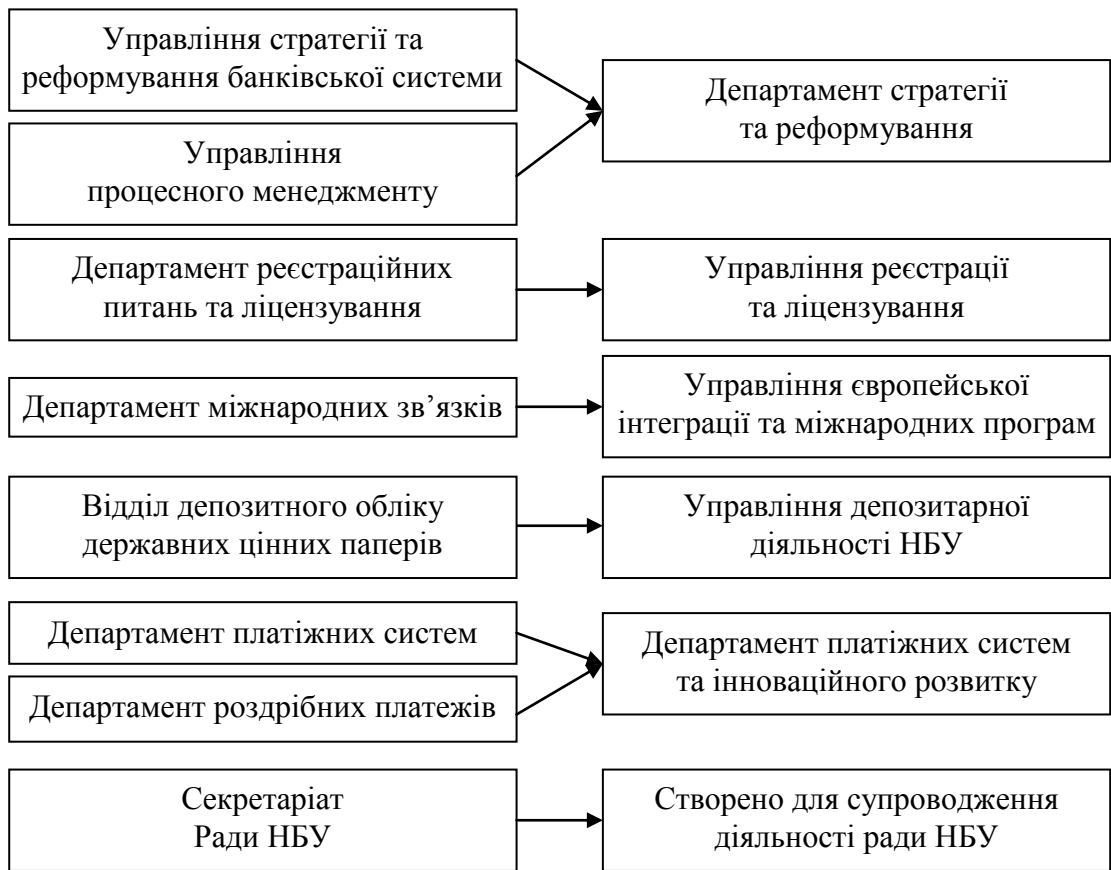 Управління стратегії та
реформування банківської системи
Департамент стратегії
та реформування
Управління
процесного менеджменту
Департамент реєстраційних
питань та ліцензування
Управління реєстрації
та ліцензування
Департамент міжнародних зв’язків
Управління європейської
інтеграції та міжнародних програм
Відділ депозитного обліку
державних цінних паперів
Управління депозитарної
діяльності НБУ
Департамент платіжних систем
Департамент роздрібних платежів
Департамент платіжних систем
та інноваційного розвитку
Секретаріат
Ради НБУ
Створено для супроводження
діяльності ради НБУ